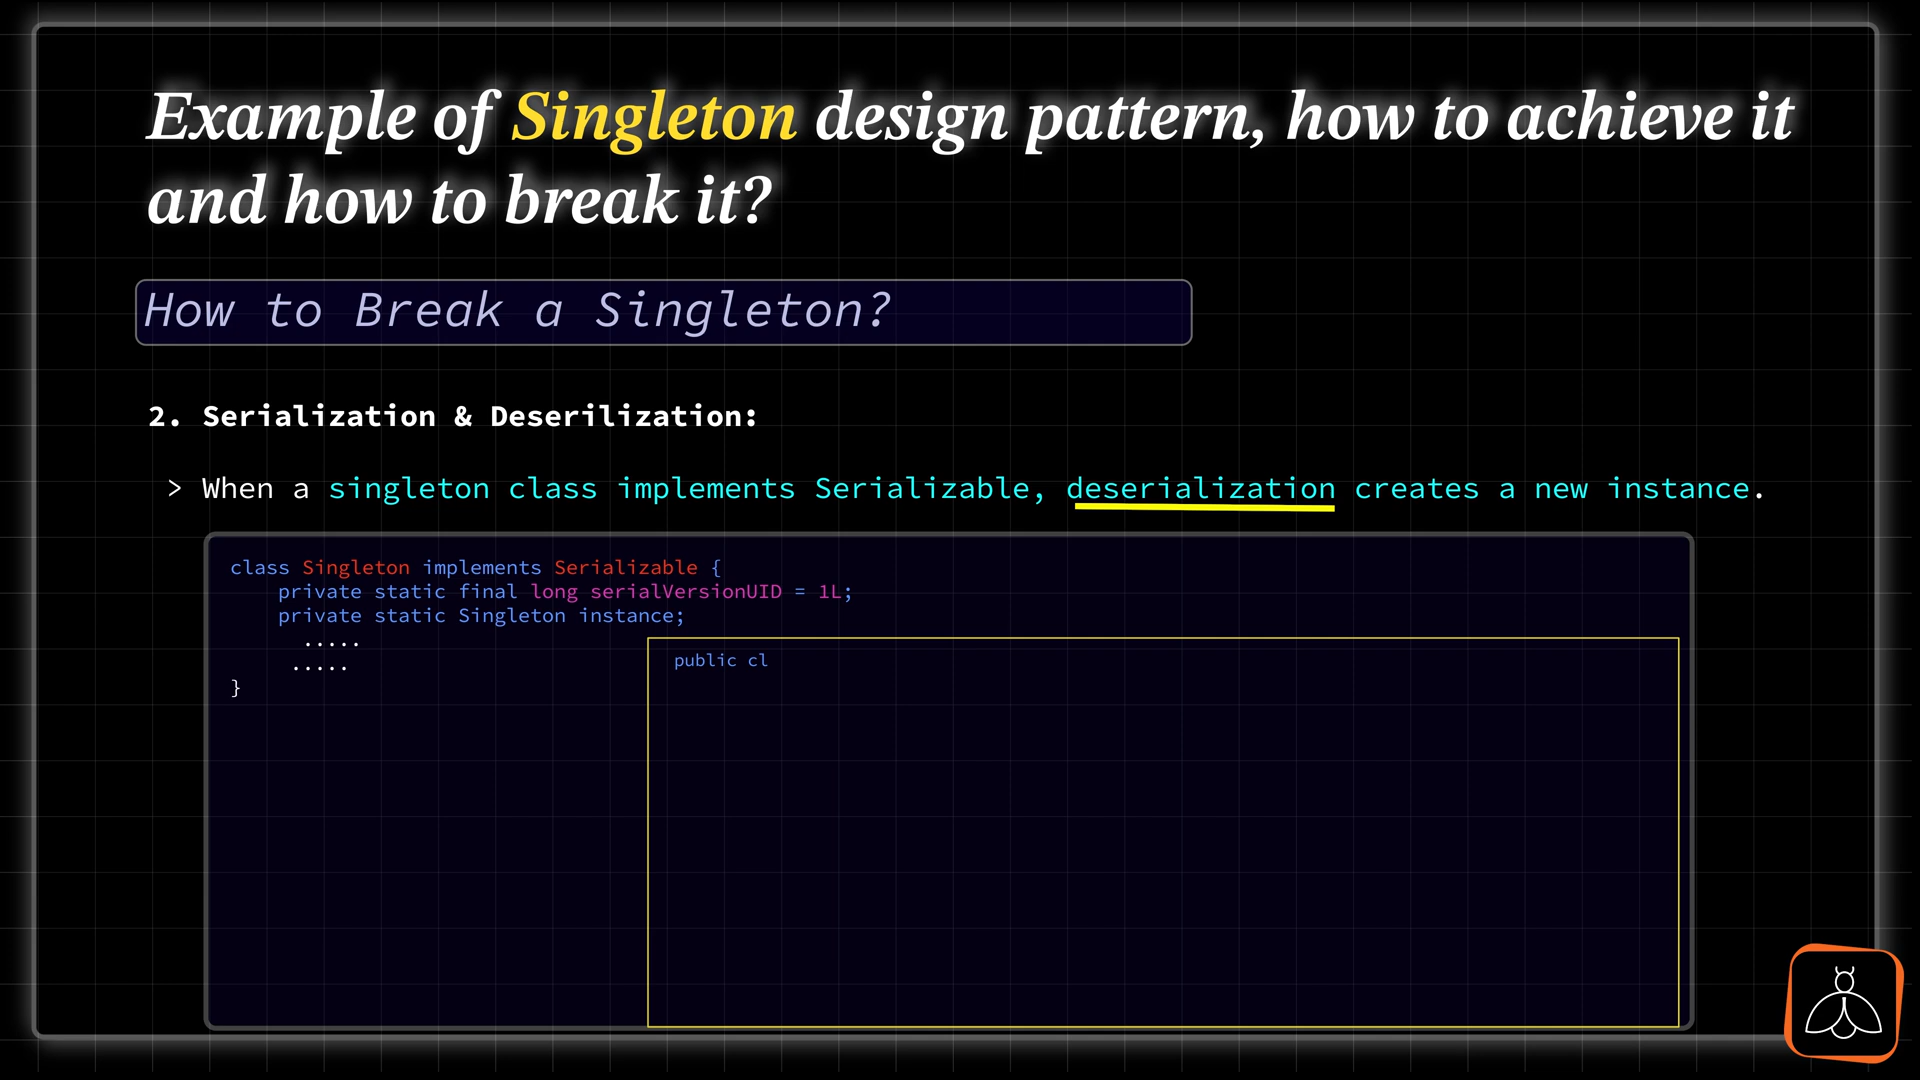 Example of Singleton design pattern, how to achieve it
and how to break it?
How to Break a Singleton?
2. Serialization & Deserilization:
> When a singleton class implements Serializable, deserialization creates a new instance.
class Singleton implements Serializable {
private static final long serialVersionUID = 1L;
private static Singleton instance;
.....
.....
}
public cl